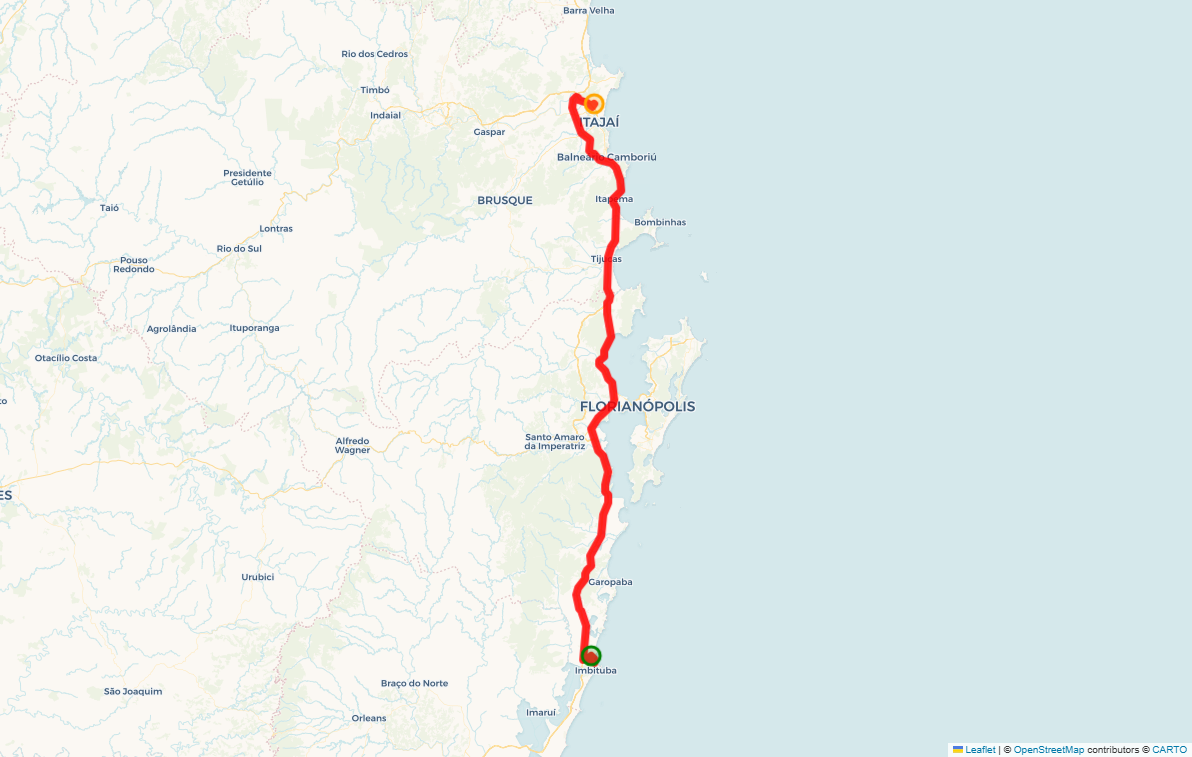 Barra Velha
Rio dos Cedros
Timbó
Indaial
Gaspar
ITAJAÍ
Balneário Camboriú
Presidente
Getúlio
BRUSQUE
Itapema
Taió
Bombinhas
Lontras
Rio do Sul
Pouso
Redondo
Tijucas
Agrolândia
Ituporanga
Otacílio Costa
to
FLORIANÓPOLIS
Alfredo
Wagner
Santo Amaro
da Imperatriz
ES
Urubici
Garopaba
Imbituba
Braço do Norte
São Joaquim
Imaruí
Orleans
Leaflet | © OpenStreetMap contributors © CARTO